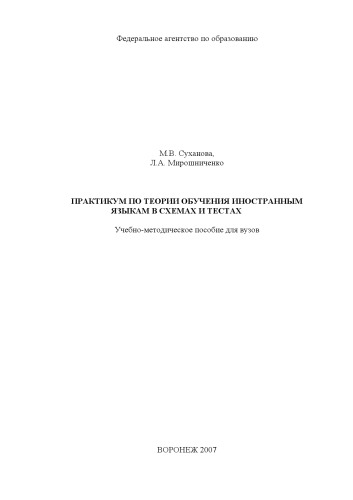 Федеральное агентство по образованию
М.В. Суханова,
Л.А. Мирошниченко
ПРАКТИКУМ ПО ТЕОРИИ ОБУЧЕНИЯ ИНОСТРАННЫМ
ЯЗЫКАМ В СХЕМАХ И ТЕСТАХ
Учебно-методическое пособие для вузов
ВОРОНЕЖ 2007